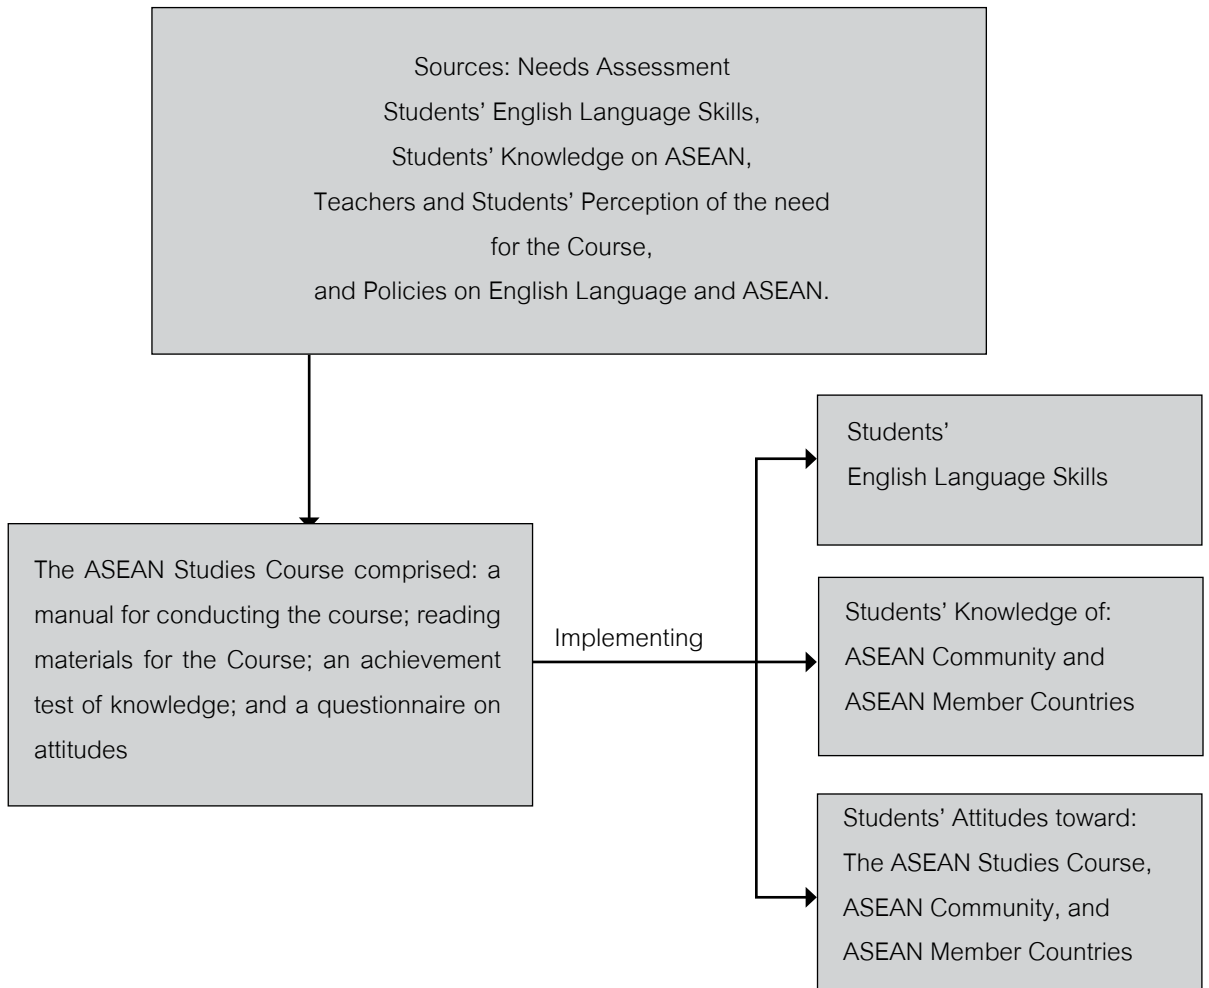 Sources: Needs Assessment
Students’ English Language Skills,
Students’ Knowledge on ASEAN,
Teachers and Students’ Perception of the need
for the Course,
and Policies on English Language and ASEAN.
The ASEAN Studies Course comprised: a
manual for conducting the course; reading
materials for the Course; an achievement
test of knowledge; and a questionnaire on
attitudes
Implementing
Students’
English Language Skills
Students’ Knowledge of:
ASEAN Community and
ASEAN Member Countries
Students’ Attitudes toward:
The ASEAN Studies Course,
ASEAN Community, and
ASEAN Member Countries